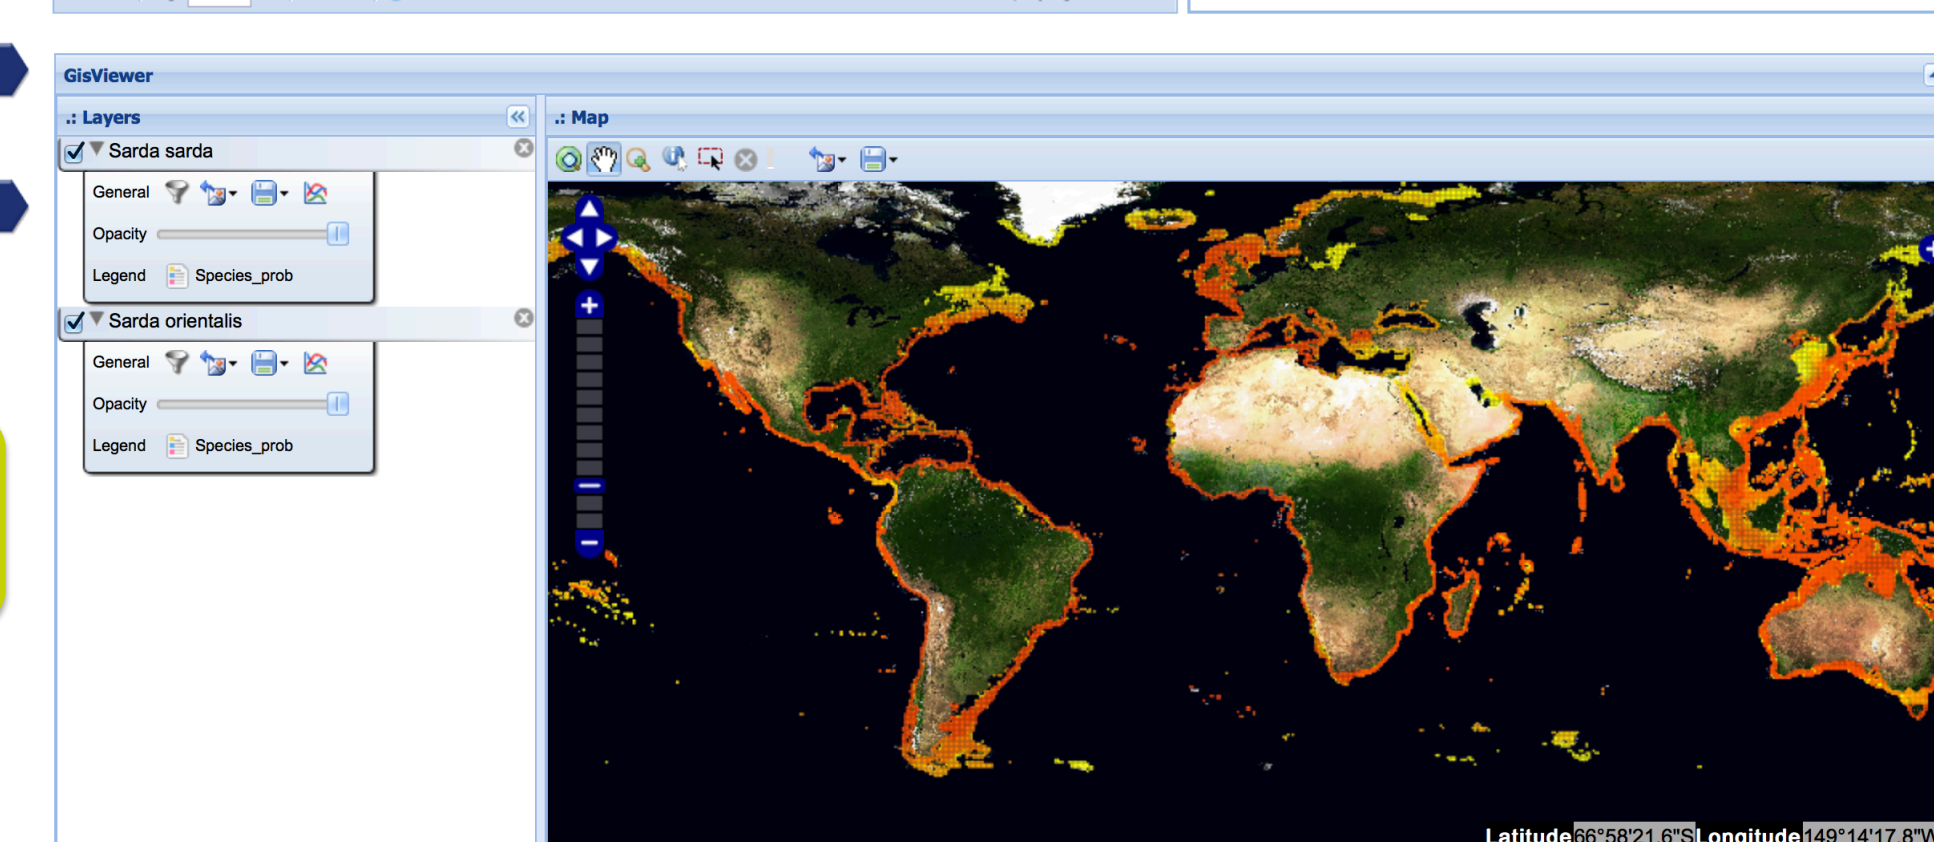 GisViewer
.: Layers
.: Map
Sarda sarda
General
Opacity
Legend Species_prob
Sarda orientalis
General
Opacity
Legend Species_prob
Latitude 66°58'21.6"S Longitude 149°14'17.8"W